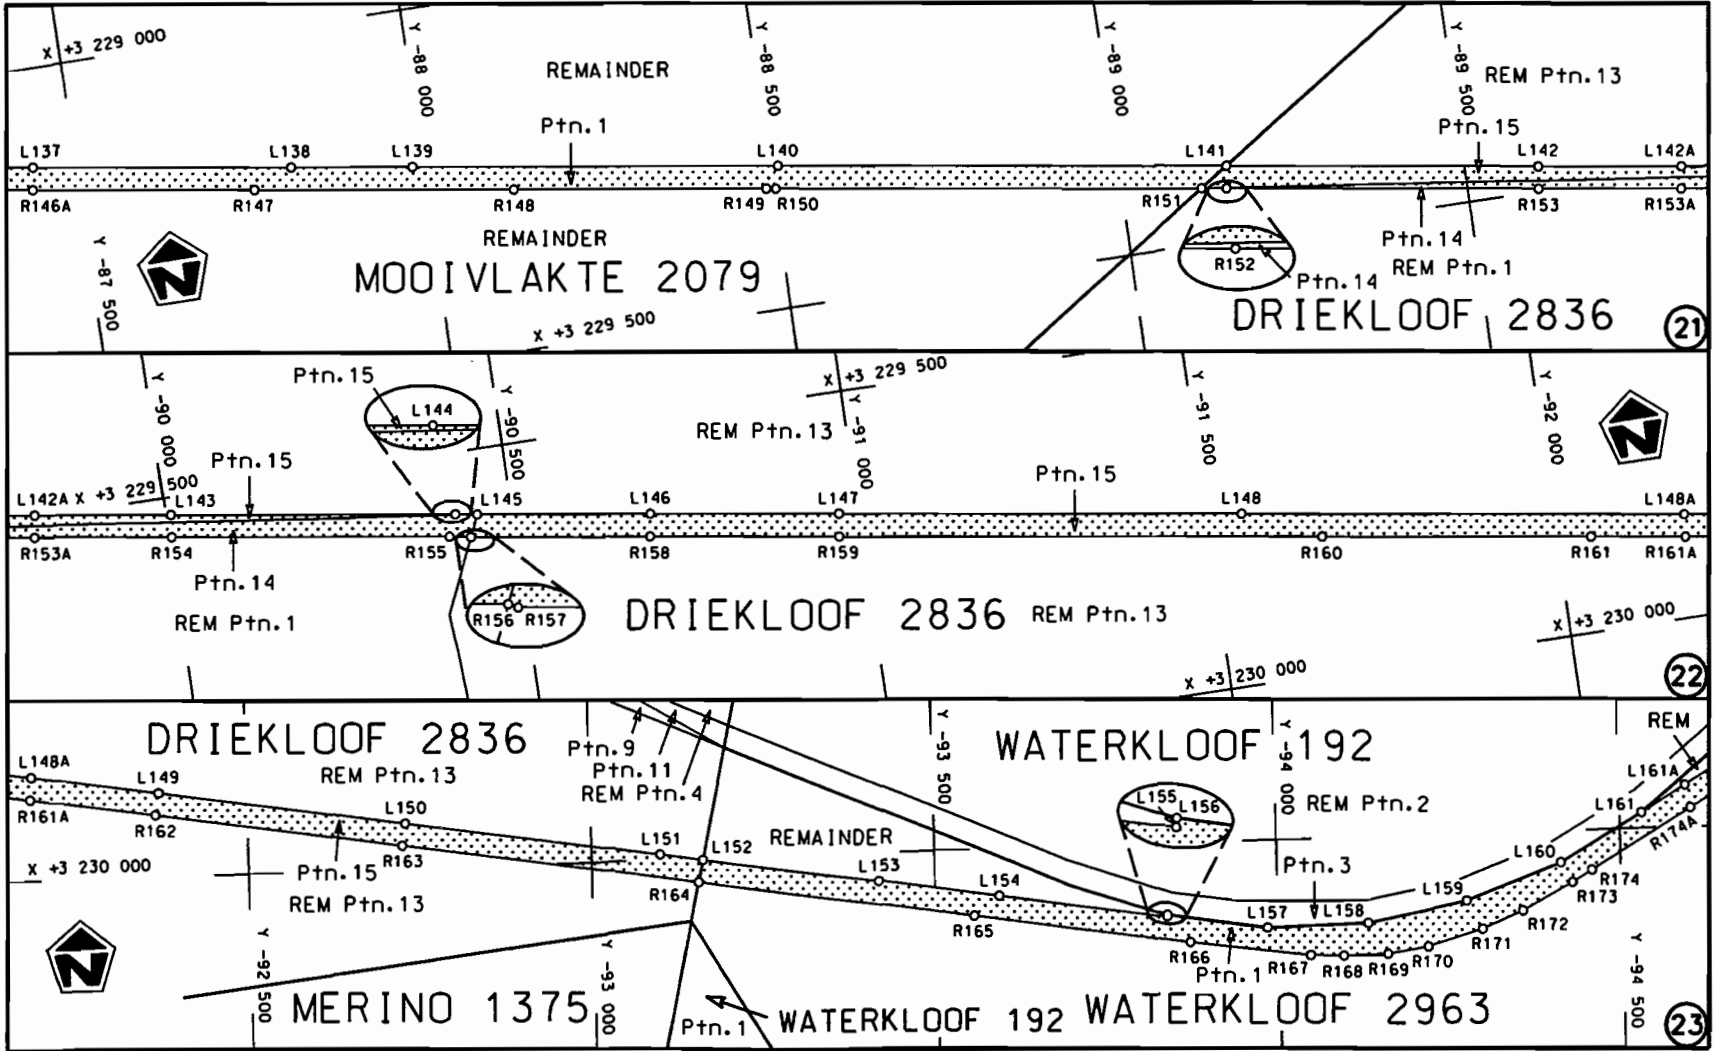 X +3 229 000
Y -88 000
Y -88 500
Y -89 000
Y -89 500
REMAINDER
REM Ptn.13
Ptn.1
Ptn.15
L137
L138
L139
L140
L141
L142
L142A
R146A
R147
R148
R149
R150
R151
R153
R153A
REMAINDER
R152
Ptn.14
Ptn.14
REM Ptn.1
Y -87 500
N
MOOIVLAKTE 2079
X +3 229 500
DRIEKLOOF 2836
21
Y -90 000
Ptn.15
L144
Y -90 500
X +3 229 500
Y -91 000
Y -91 500
Y -92 000
N
REM Ptn.13
Ptn.15
Ptn.15
L142A
X +3 229 500
L143
L145
L146
L147
L148
L148A
R153A
R154
R155
R158
R159
R160
R161
R161A
Ptn.14
REM Ptn.1
R156
R157
DRIEKLOOF 2836
REM Ptn.13
X +3 230 000
X +3 230 000
22
DRIEKLOOF 2836
REM Ptn.13
Ptn.9
Ptn.11
REM Ptn.4
Y -93 500
WATERKLOOF 192
Y -94 000
REM
L148A
L149
L150
L151
L152
REMAINDER
L153
L154
L155
L156
REM Ptn.2
Ptn.3
L157
L158
L159
L160
L161
L161A
R161A
R162
R163
R164
R165
R166
R167
R168
R169
R170
R171
R172
R173
R174
R174A
X +3 230 000
Ptn.15
REM Ptn.13
Ptn.1
N
Y -92 500
Y -93 000
Y -94 500
MERINO 1375
Ptn.1
WATERKLOOF 192
WATERKLOOF 2963
23